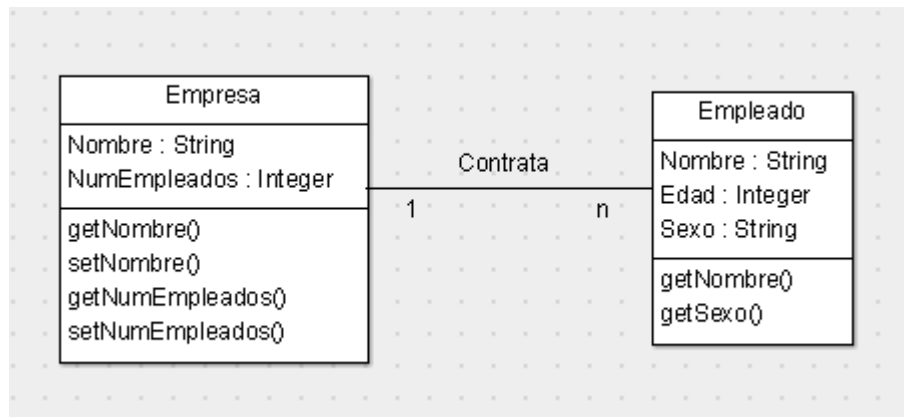 Empresa
Nombre : String
NumEmpleados : Integer
getNombre()
setNombre()
getNumEmpleados()
setNumEmpleados()
Contrata
1
n
Empleado
Nombre : String
Edad : Integer
Sexo : String
getNombre()
getSexo()